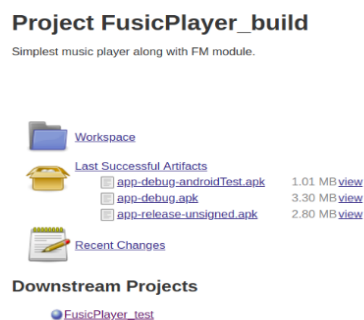 Project FusicPlayer_build
Simplest music player along with FM module.
Workspace
Last Successful Artifacts
app-debug-androidTest.apk 1.01 MB view
app-debug.apk 3.30 MB view
app-release-unsigned.apk 2.80 MB view
Recent Changes
Downstream Projects
FusicPlayer_test